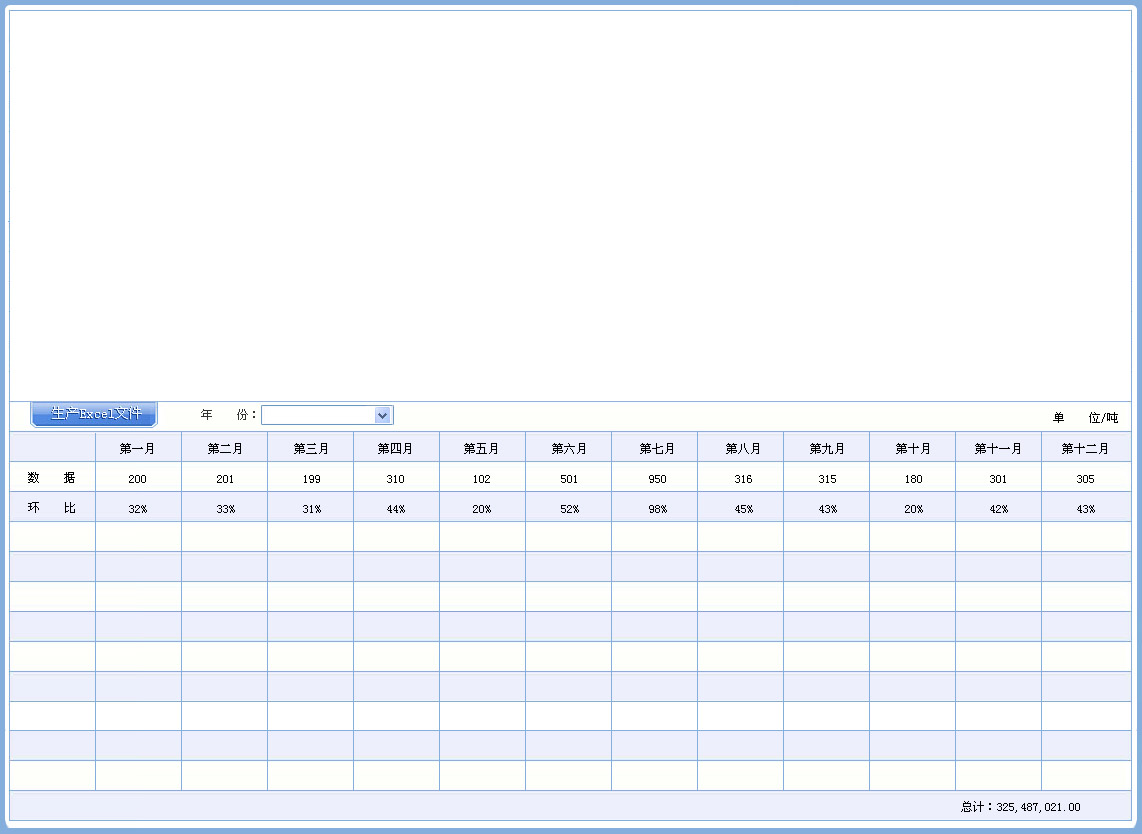 生产Excel文件 年 份： 单 位/吨
第一月 第二月 第三月 第四月 第五月 第六月 第七月 第八月 第九月 第十月 第十一月 第十二月
数 据 200 201 199 310 102 501 950 316 315 180 301 305
环 比 32% 33% 31% 44% 20% 52% 98% 45% 43% 20% 42% 43%
总计：325,487,021.00